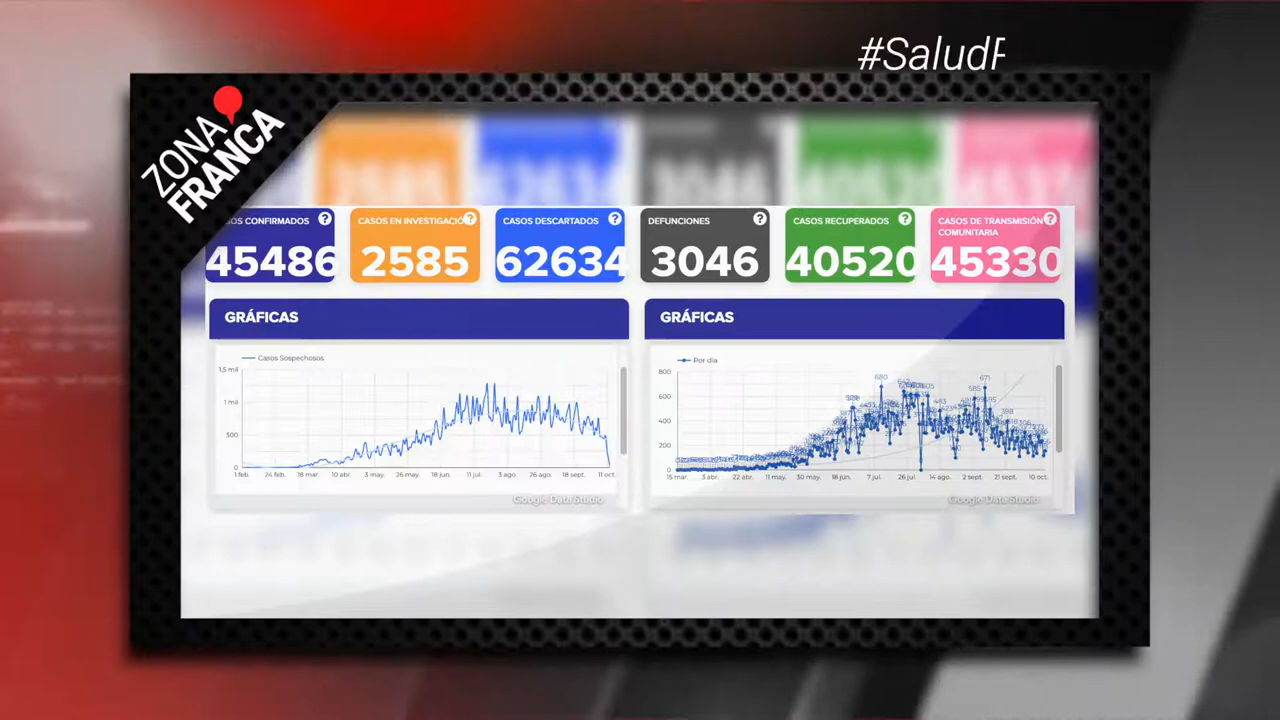 #SaludP
ZONA
FRANCA
OS CONFIRMADOS
45486
CASOS EN INVESTIGACIÓ
2585
CASOS DESCARTADOS
62634
DEFUNCIONES
3046
CASOS RECUPERADOS
40520
CASOS DE TRANSMISIÓN
COMUNITARIA
45330
GRÁFICAS
Casos Sospechosos
1,5 mil
1 mil
500
0
1 feb. 24 feb. 18 mar. 10 abr. 3 may. 26 may. 18 jun. 11 jul. 3 ago. 26 ago. 18 sept. 11 oct.
Google Data Studio
GRÁFICAS
Por día
800
600
400
200
0
680
671
585
483
398
15 mar. 3 abr. 22 abr. 11 may. 30 may. 18 jun. 7 jul. 26 jul. 14 ago. 2 sept. 21 sept. 10 oct.
Google Data Studio